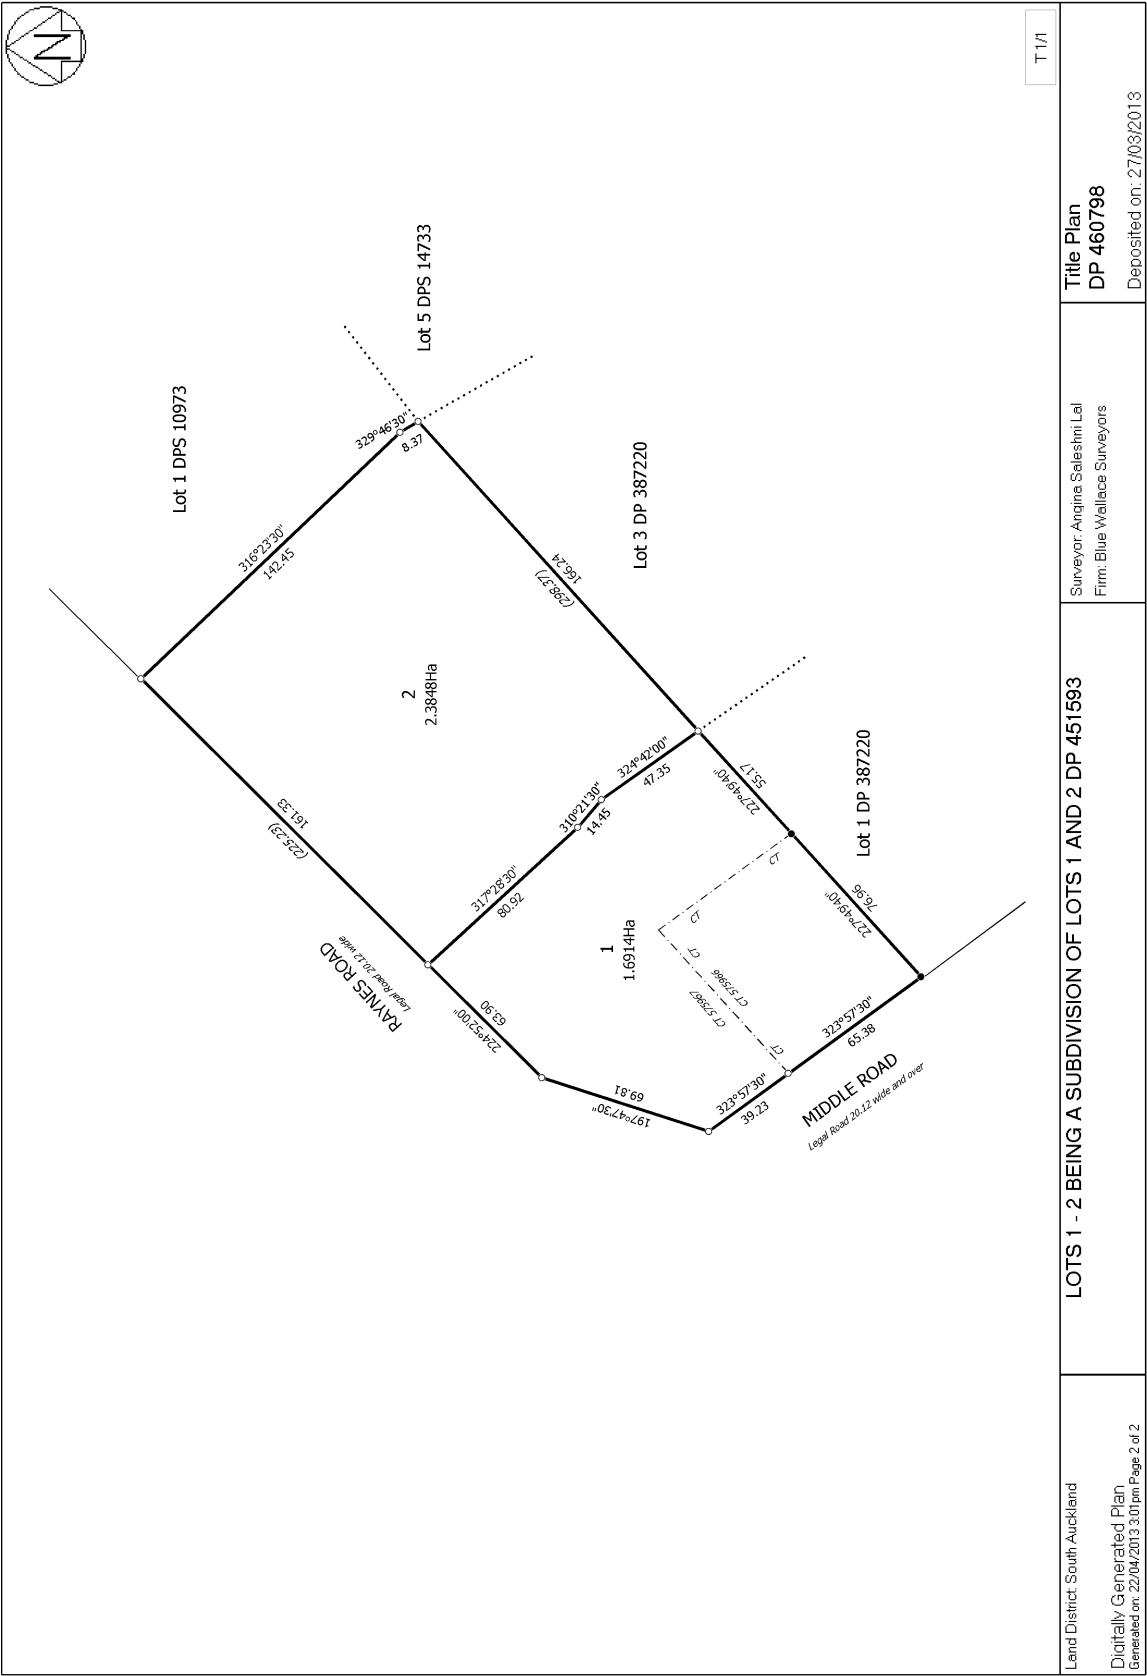 N
T 1/1
Lot 1 DPS 10973
Lot 5 DPS 14733
329°46'30"
8.37
316°23'30"
142.45
Lot 3 DP 387220
166.24
(298.37)
2
2.3848Ha
161.33
(225.23)
324°42'00"
47.35
310°21'30"
14.45
317°28'30"
80.92
55.17
227°49'40"
Lot 1 DP 387220
RAYNES ROAD
Legal Road 20.12 wide
63.90
224°52'00"
1
1.6914Ha
CT
CT
CT
CT
CT 575966
CT 575967
76.96
227°49'40"
69.81
197°47'30"
323°57'30"
39.23
323°57'30"
65.38
MIDDLE ROAD
Legal Road 20.12 wide and over
Land District: South Auckland
Digitally Generated Plan
Generated on: 22/04/2013 3:01pm Page 2 of 2
LOTS 1 - 2 BEING A SUBDIVISION OF LOTS 1 AND 2 DP 451593
Surveyor: Angina Saleshni Lal
Firm: Blue Wallace Surveyors
Title Plan
DP 460798
Deposited on: 27/03/2013